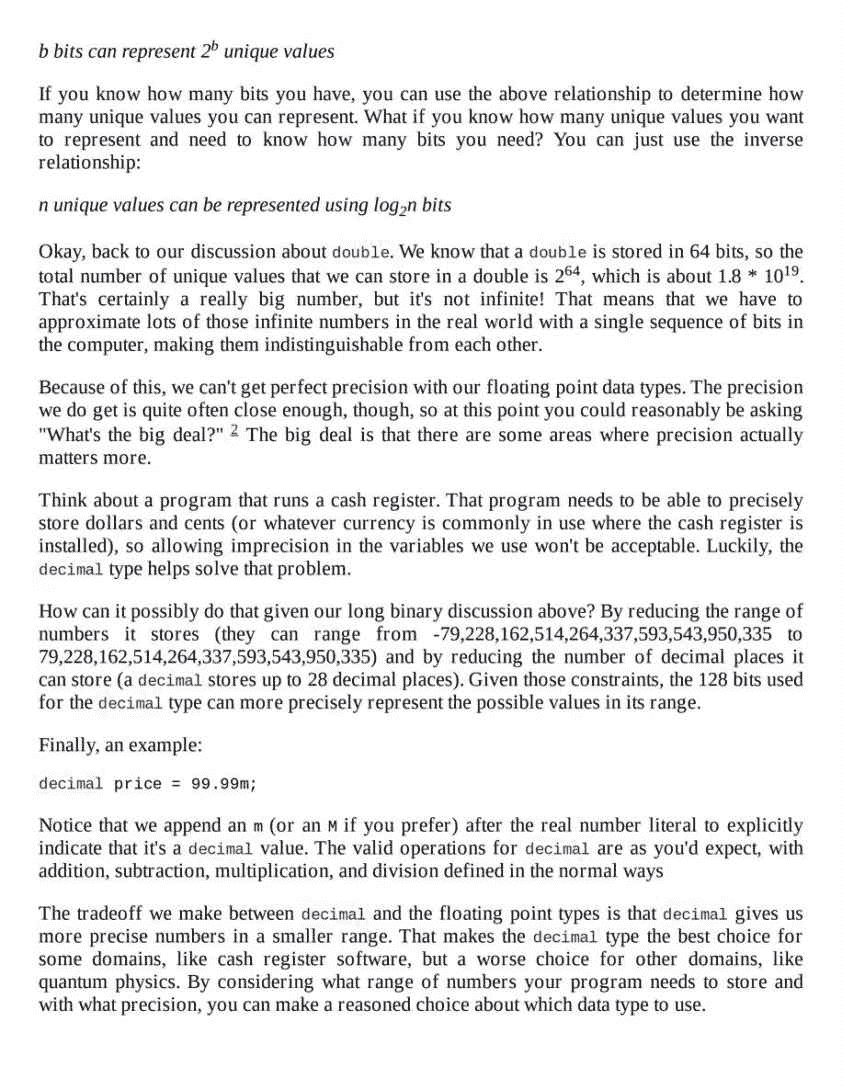 b bits can represent 2^b unique values
If you know how many bits you have, you can use the above relationship to determine how
many unique values you can represent. What if you know how many unique values you want
to represent and need to know how many bits you need? You can just use the inverse
relationship:
n unique values can be represented using log₂n bits
Okay, back to our discussion about double. We know that a double is stored in 64 bits, so the
total number of unique values that we can store in a double is 2⁶⁴, which is about 1.8 * 10¹⁹.
That's certainly a really big number, but it's not infinite! That means that we have to
approximate lots of those infinite numbers in the real world with a single sequence of bits in
the computer, making them indistinguishable from each other.
Because of this, we can't get perfect precision with our floating point data types. The precision
we do get is quite often close enough, though, so at this point you could reasonably be asking
"What's the big deal?" ² The big deal is that there are some areas where precision actually
matters more.
Think about a program that runs a cash register. That program needs to be able to precisely
store dollars and cents (or whatever currency is commonly in use where the cash register is
installed), so allowing imprecision in the variables we use won't be acceptable. Luckily, the
decimal type helps solve that problem.
How can it possibly do that given our long binary discussion above? By reducing the range of
numbers it stores (they can range from -79,228,162,514,264,337,593,543,950,335 to
79,228,162,514,264,337,593,543,950,335) and by reducing the number of decimal places it
can store (a decimal stores up to 28 decimal places). Given those constraints, the 128 bits used
for the decimal type can more precisely represent the possible values in its range.
Finally, an example:
decimal price = 99.99m;
Notice that we append an m (or an M if you prefer) after the real number literal to explicitly
indicate that it's a decimal value. The valid operations for decimal are as you'd expect, with
addition, subtraction, multiplication, and division defined in the normal ways
The tradeoff we make between decimal and the floating point types is that decimal gives us
more precise numbers in a smaller range. That makes the decimal type the best choice for
some domains, like cash register software, but a worse choice for other domains, like
quantum physics. By considering what range of numbers your program needs to store and
with what precision, you can make a reasoned choice about which data type to use.